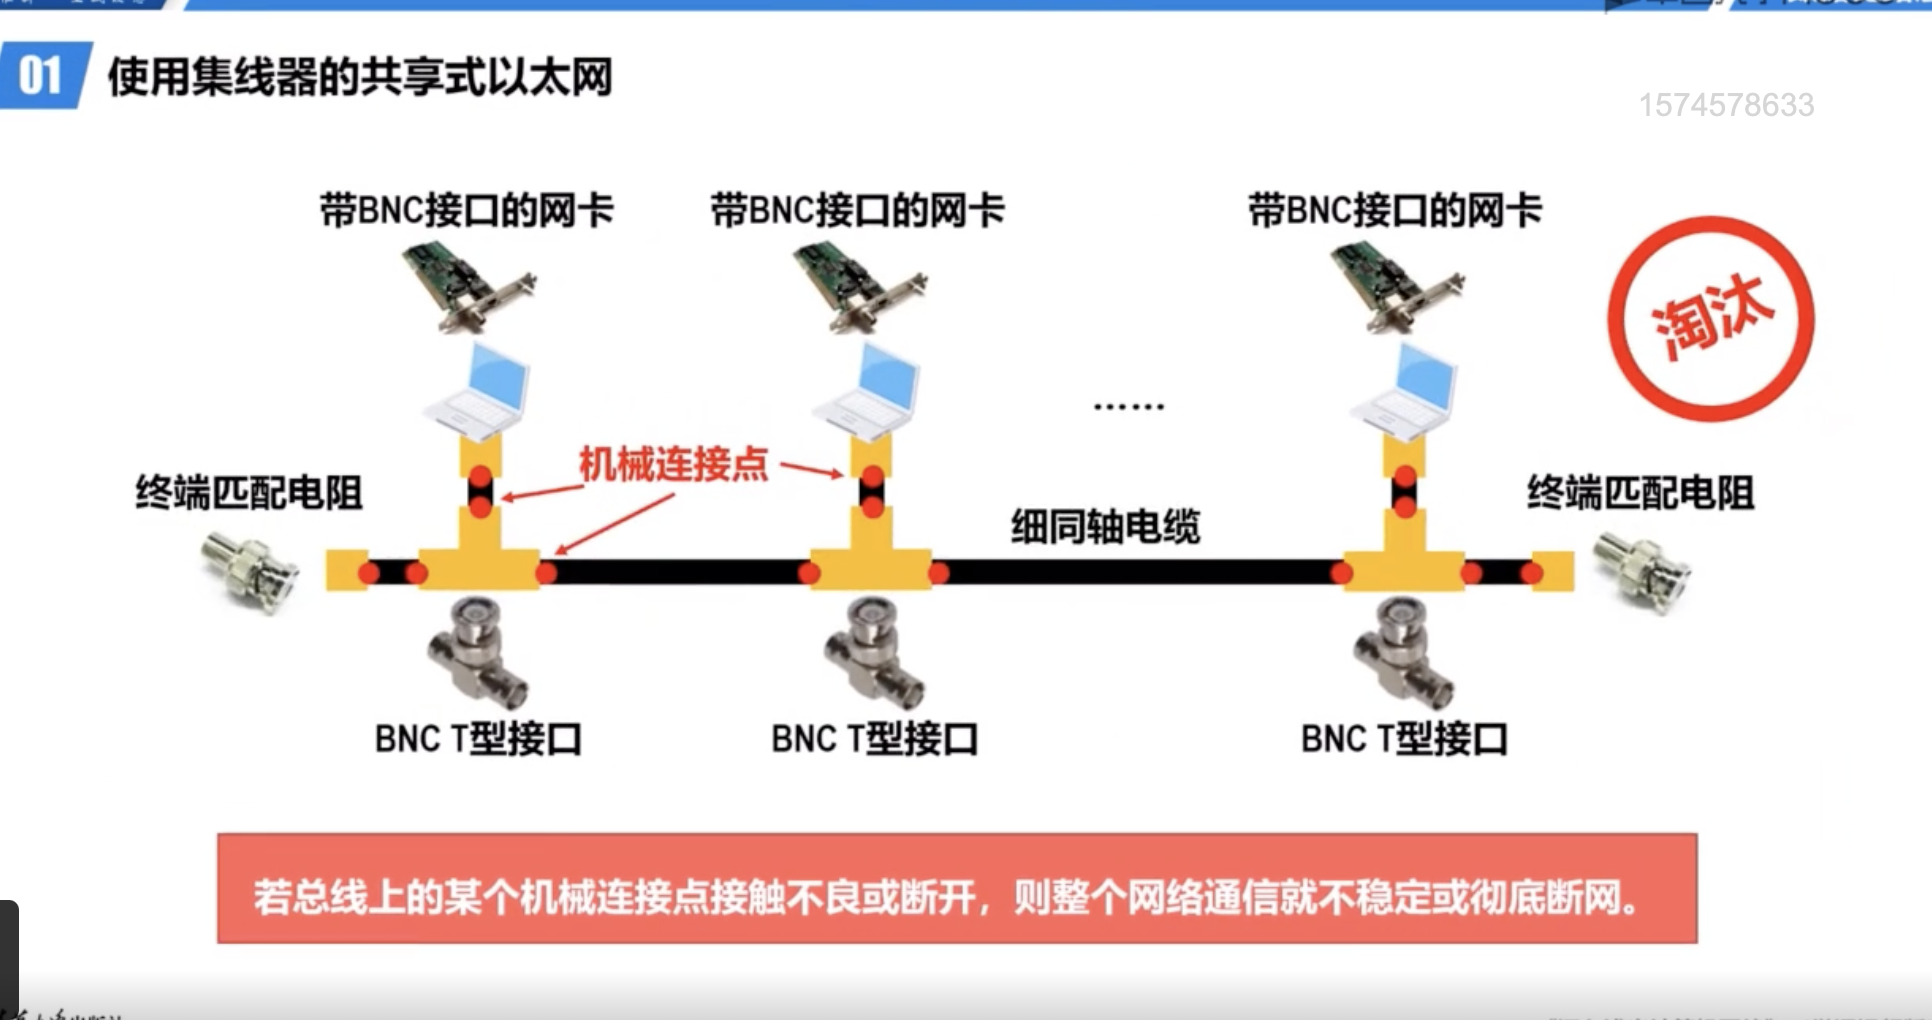 01 使用集线器的共享式以太网
1574578633
带BNC接口的网卡 带BNC接口的网卡 带BNC接口的网卡
淘汰
……
机械连接点
终端匹配电阻 细同轴电缆 终端匹配电阻
BNC T型接口 BNC T型接口 BNC T型接口
若总线上的某个机械连接点接触不良或断开，则整个网络通信就不稳定或彻底断网。